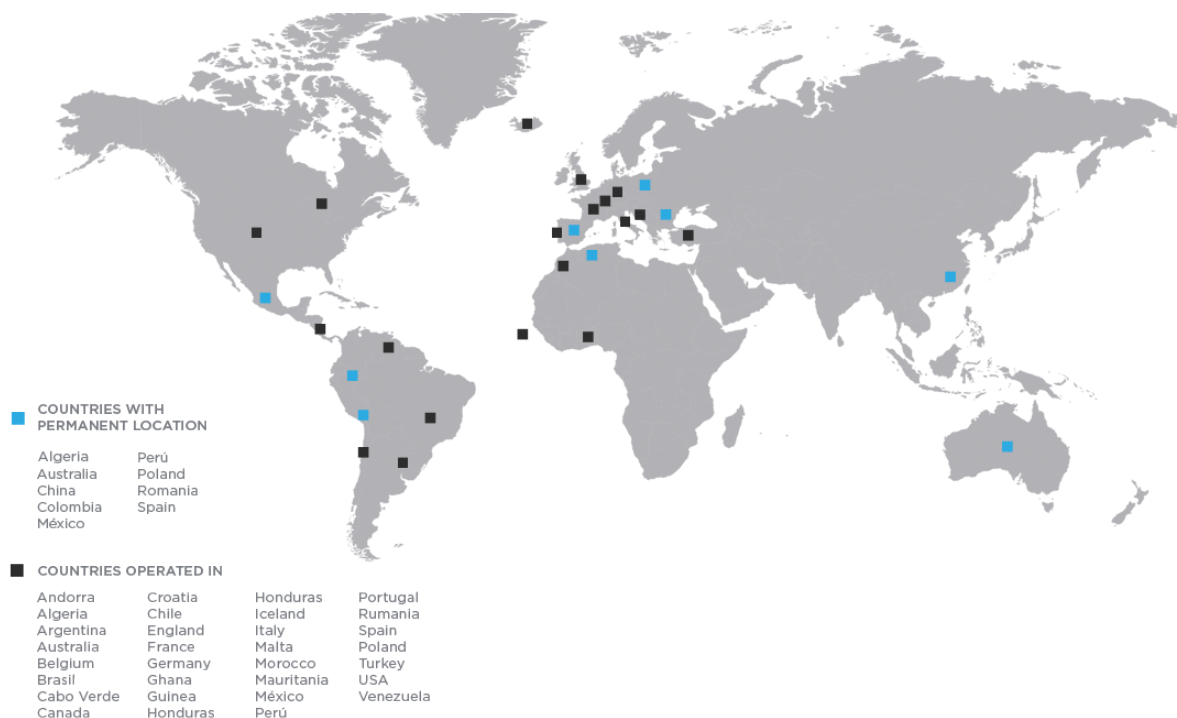 COUNTRIES WITH
PERMANENT LOCATION
Algeria
Australia
China
Colombia
México
Perú
Poland
Romania
Spain
COUNTRIES OPERATED IN
Andorra
Algeria
Argentina
Australia
Belgium
Brasil
Cabo Verde
Canada
Croatia
Chile
England
France
Germany
Ghana
Guinea
Honduras
Honduras
Iceland
Italy
Malta
Morocco
Mauritania
México
Perú
Portugal
Rumania
Spain
Poland
Turkey
USA
Venezuela